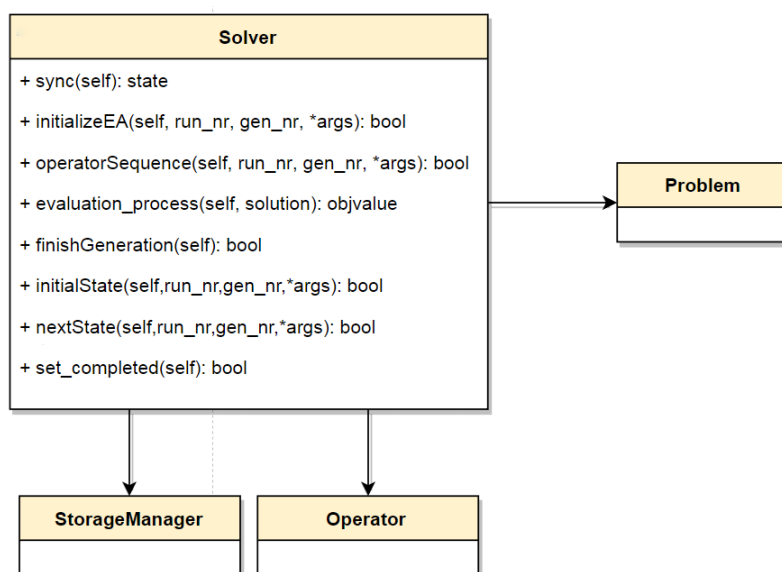 Solver
+ sync(self): state
+ initializeEA(self, run_nr, gen_nr, *args): bool
+ operatorSequence(self, run_nr, gen_nr, *args): bool
+ evaluation_process(self, solution): objvalue
+ finishGeneration(self): bool
+ initialState(self,run_nr,gen_nr,*args): bool
+ nextState(self,run_nr,gen_nr,*args): bool
+ set_completed(self): bool
Problem
StorageManager
Operator